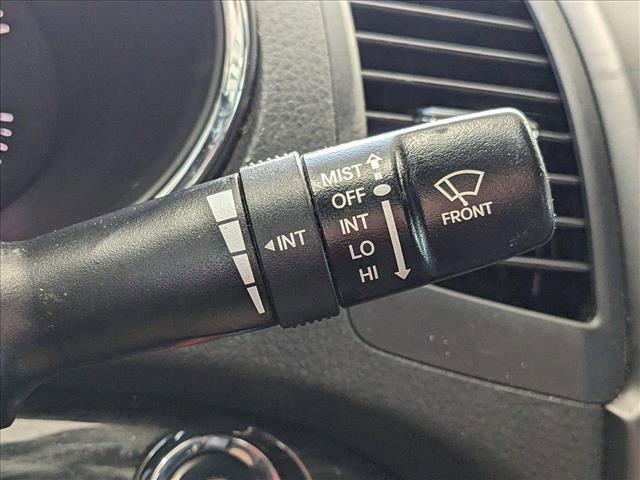 MIST
OFF
INT
LO
HI
INT
FRONT